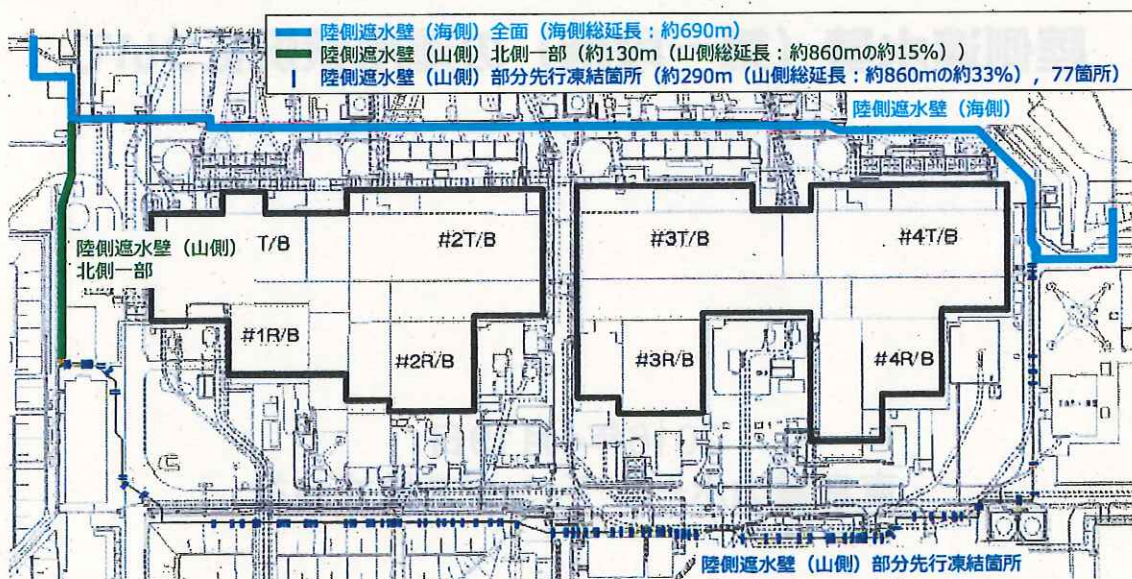 陸側遮水壁（海側）全面（海側総延長：約690m）
陸側遮水壁（山側）北側一部（約130m（山側総延長：約860mの約15%））
陸側遮水壁（山側）部分先行凍結箇所（約290m（山側総延長：約860mの約33%）, 77箇所）
陸側遮水壁（海側）
陸側遮水壁（山側）
北側一部
T/B
#2T/B
#3T/B
#4T/B
#1R/B
#2R/B
#3R/B
#4R/B
陸側遮水壁（山側）部分先行凍結箇所